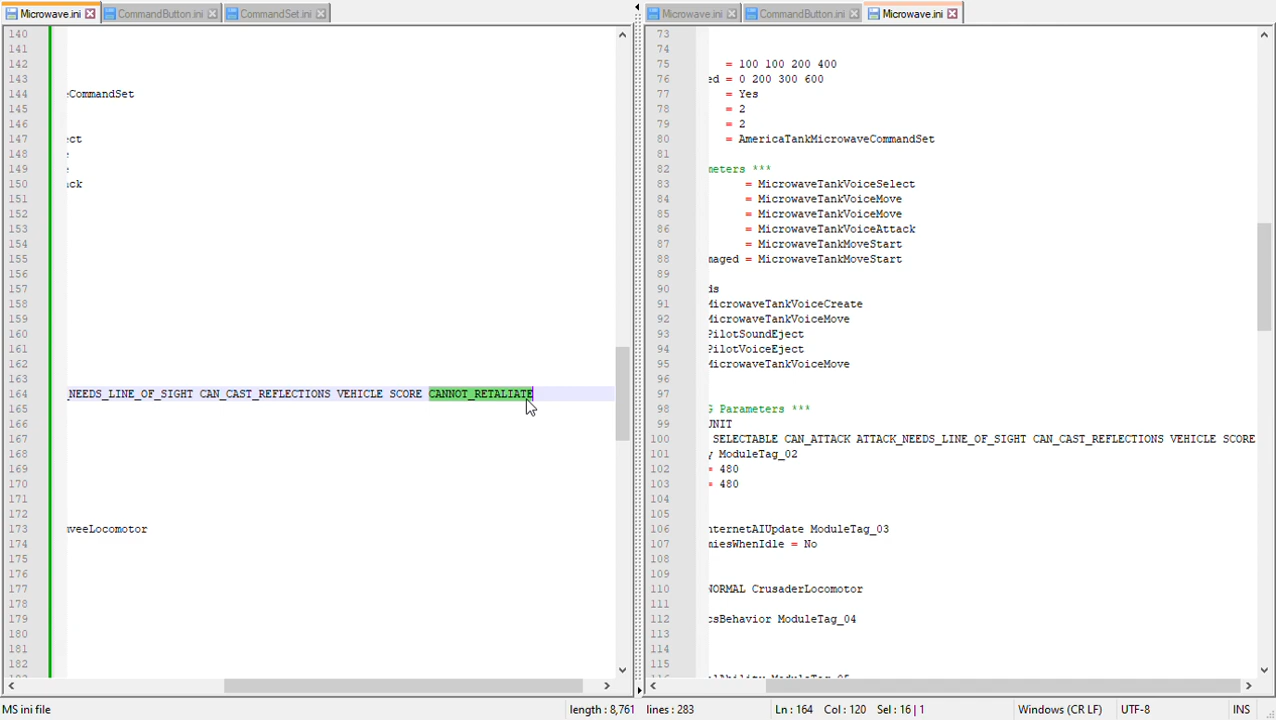 Microwave.ini CommandButton.ini CommandSet.ini
140
141
142
143
144 CommandSet
145
146
147 ct
148
149
150 ck
151
152
153
154
155
156
157
158
159
160
161
162
163
164 _NEEDS_LINE_OF_SIGHT CAN_CAST_REFLECTIONS VEHICLE SCORE CANNOT_RETALIATE
165
166
167
168
169
170
171
172
173 veeLocomotor
174
175
176
177
178
179
180
181
182
Microwave.ini CommandButton.ini Microwave.ini
73
74
75 = 100 100 200 400
76 ed = 0 200 300 600
77 = Yes
78 = 2
79 = 2
80 = AmericaTankMicrowaveCommandSet
81
82 meters ***
83 = MicrowaveTankVoiceSelect
84 = MicrowaveTankVoiceMove
85 = MicrowaveTankVoiceMove
86 = MicrowaveTankVoiceAttack
87 = MicrowaveTankMoveStart
88 maged = MicrowaveTankMoveStart
89
90 ds
91 MicrowaveTankVoiceCreate
92 MicrowaveTankVoiceMove
93 PilotSoundEject
94 PilotVoiceEject
95 MicrowaveTankVoiceMove
96
97
98 G Parameters ***
99 UNIT
100 SELECTABLE CAN_ATTACK ATTACK_NEEDS_LINE_OF_SIGHT CAN_CAST_REFLECTIONS VEHICLE SCORE
101 y ModuleTag_02
102 = 480
103 = 480
104
105
106 nternetAIUpdate ModuleTag_03
107 miesWhenIdle = No
108
109
110 NORMAL CrusaderLocomotor
111
112 csBehavior ModuleTag_04
113
114
115
MS ini file length : 8,761 lines : 283 Ln : 164 Col : 120 Sel : 16 | 1 Windows (CR LF) UTF-8 INS